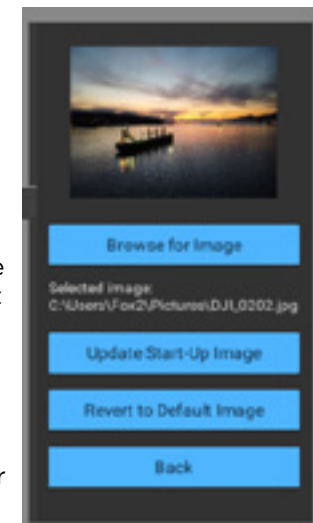 Browse for Image
Selected image:
C:\Users\Fox2\Pictures\DJI_0202.jpg
Update Start-Up Image
Revert to Default Image
Back